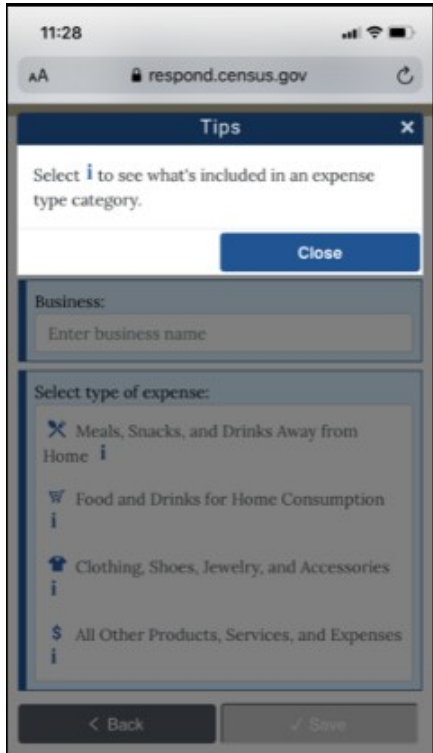 11:28
AA respond.census.gov
Tips ×
Select i to see what's included in an expense
type category.
Close
Business:
Enter business name
Select type of expense:
Meals, Snacks, and Drinks Away from
Home i
Food and Drinks for Home Consumption
i
Clothing, Shoes, Jewelry, and Accessories
i
$ All Other Products, Services, and Expenses
i
< Back ✓ Save